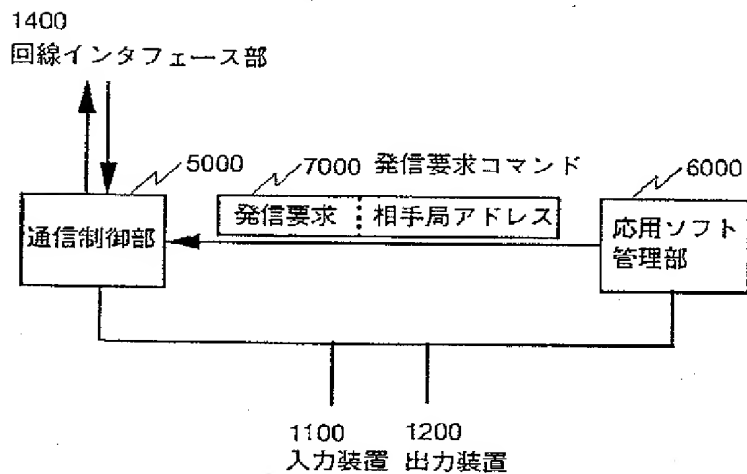 1400
回線インタフェース部
5000
7000 発信要求コマンド
6000
通信制御部
発信要求
相手局アドレス
応用ソフト
管理部
1100
入力装置
1200
出力装置